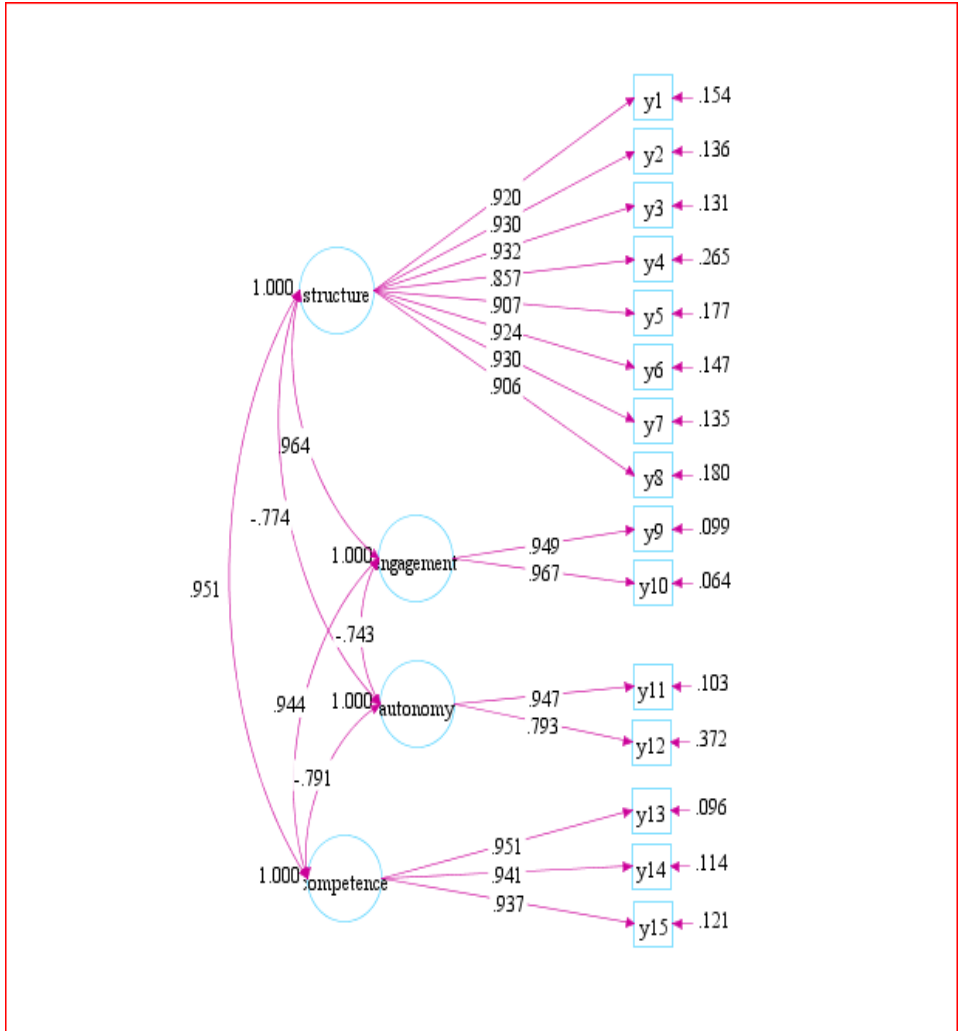 y1 .154
y2 .136
y3 .131
y4 .265
y5 .177
y6 .147
y7 .135
y8 .180
.920
.930
.932
.857
.907
.924
.930
.906
1.000 structure
.964
-.774
.951
y9 .099
y10 .064
.949
.967
1.000 ngagement
-.743
.944
y11 .103
y12 .372
.947
.793
1.000 autonomy
-.791
y13 .096
y14 .114
y15 .121
.951
.941
.937
1.000 ompetence